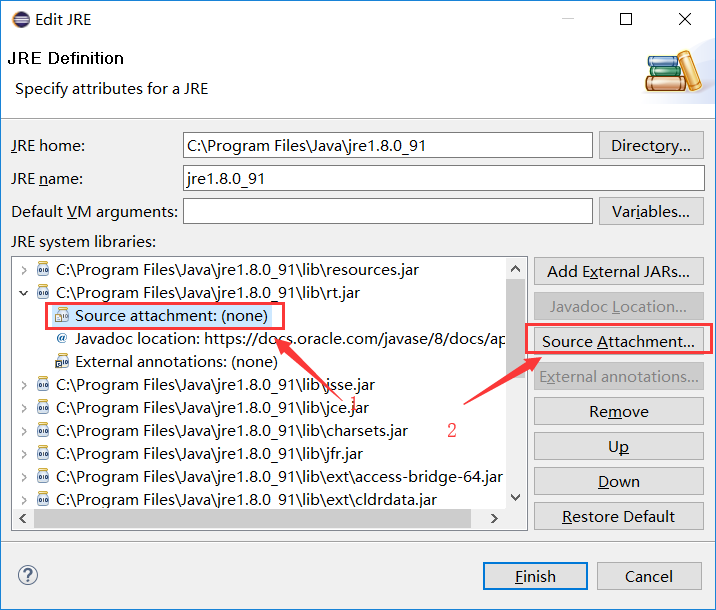 Edit JRE
JRE Definition
Specify attributes for a JRE
JRE home:
C:\Program Files\Java\jre1.8.0_91
Directory...
JRE name:
jre1.8.0_91
Default VM arguments:
Variables...
JRE system libraries:
C:\Program Files\Java\jre1.8.0_91\lib\resources.jar
C:\Program Files\Java\jre1.8.0_91\lib\rt.jar
Source attachment: (none)
Javadoc location: https://docs.oracle.com/javase/8/docs/ap
External annotations: (none)
C:\Program Files\Java\jre1.8.0_91\lib\jsse.jar
C:\Program Files\Java\jre1.8.0_91\lib\jce.jar
C:\Program Files\Java\jre1.8.0_91\lib\charsets.jar
C:\Program Files\Java\jre1.8.0_91\lib\jfr.jar
C:\Program Files\Java\jre1.8.0_91\lib\ext\access-bridge-64.jar
C:\Program Files\Java\jre1.8.0_91\lib\ext\cldrdata.jar
1
2
Add External JARs...
Javadoc Location...
Source Attachment...
External annotations...
Remove
Up
Down
Restore Default
?
Finish
Cancel